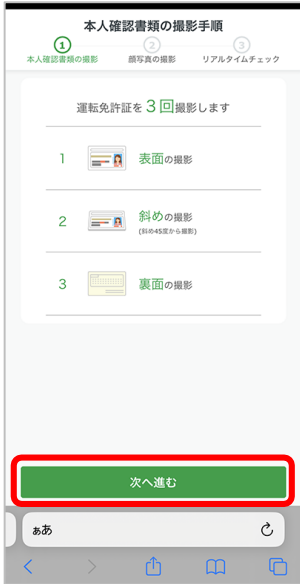 本人確認書類の撮影手順
1 2 3
本人確認書類の撮影 顔写真の撮影 リアルタイムチェック
運転免許証を3回撮影します
1 表面の撮影
2 斜めの撮影
(斜め45度から撮影)
3 裏面の撮影
次へ進む
ぁあ